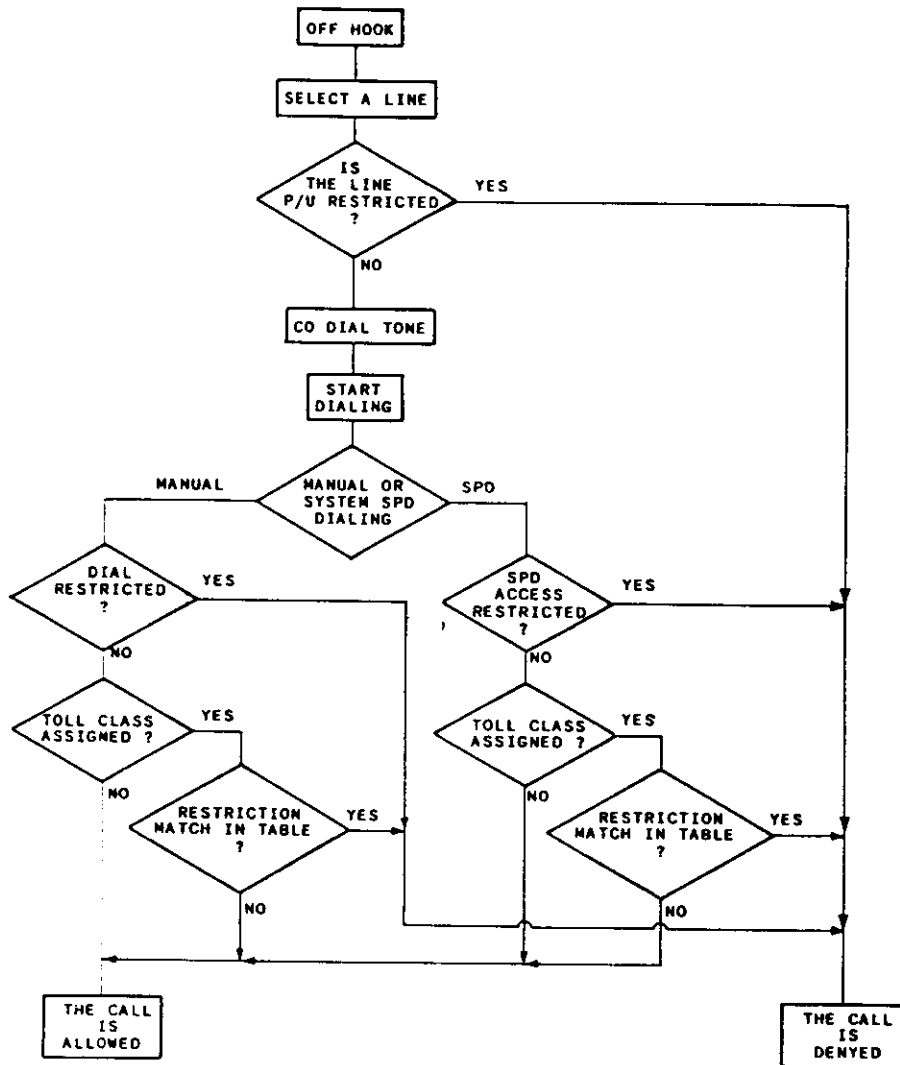 OFF HOOK
SELECT A LINE
IS
THE LINE
P/U RESTRICTED
?
YES
NO
CO DIAL TONE
START
DIALING
MANUAL
MANUAL OR
SYSTEM SPD
DIALING
SPD
DIAL
RESTRICTED
?
YES
NO
SPD
ACCESS
RESTRICTED
?
YES
NO
TOLL CLASS
ASSIGNED ?
YES
NO
TOLL CLASS
ASSIGNED ?
YES
NO
RESTRICTION
MATCH IN TABLE
?
YES
NO
RESTRICTION
MATCH IN TABLE
?
YES
NO
THE CALL
IS
ALLOWED
THE CALL
IS
DENYED